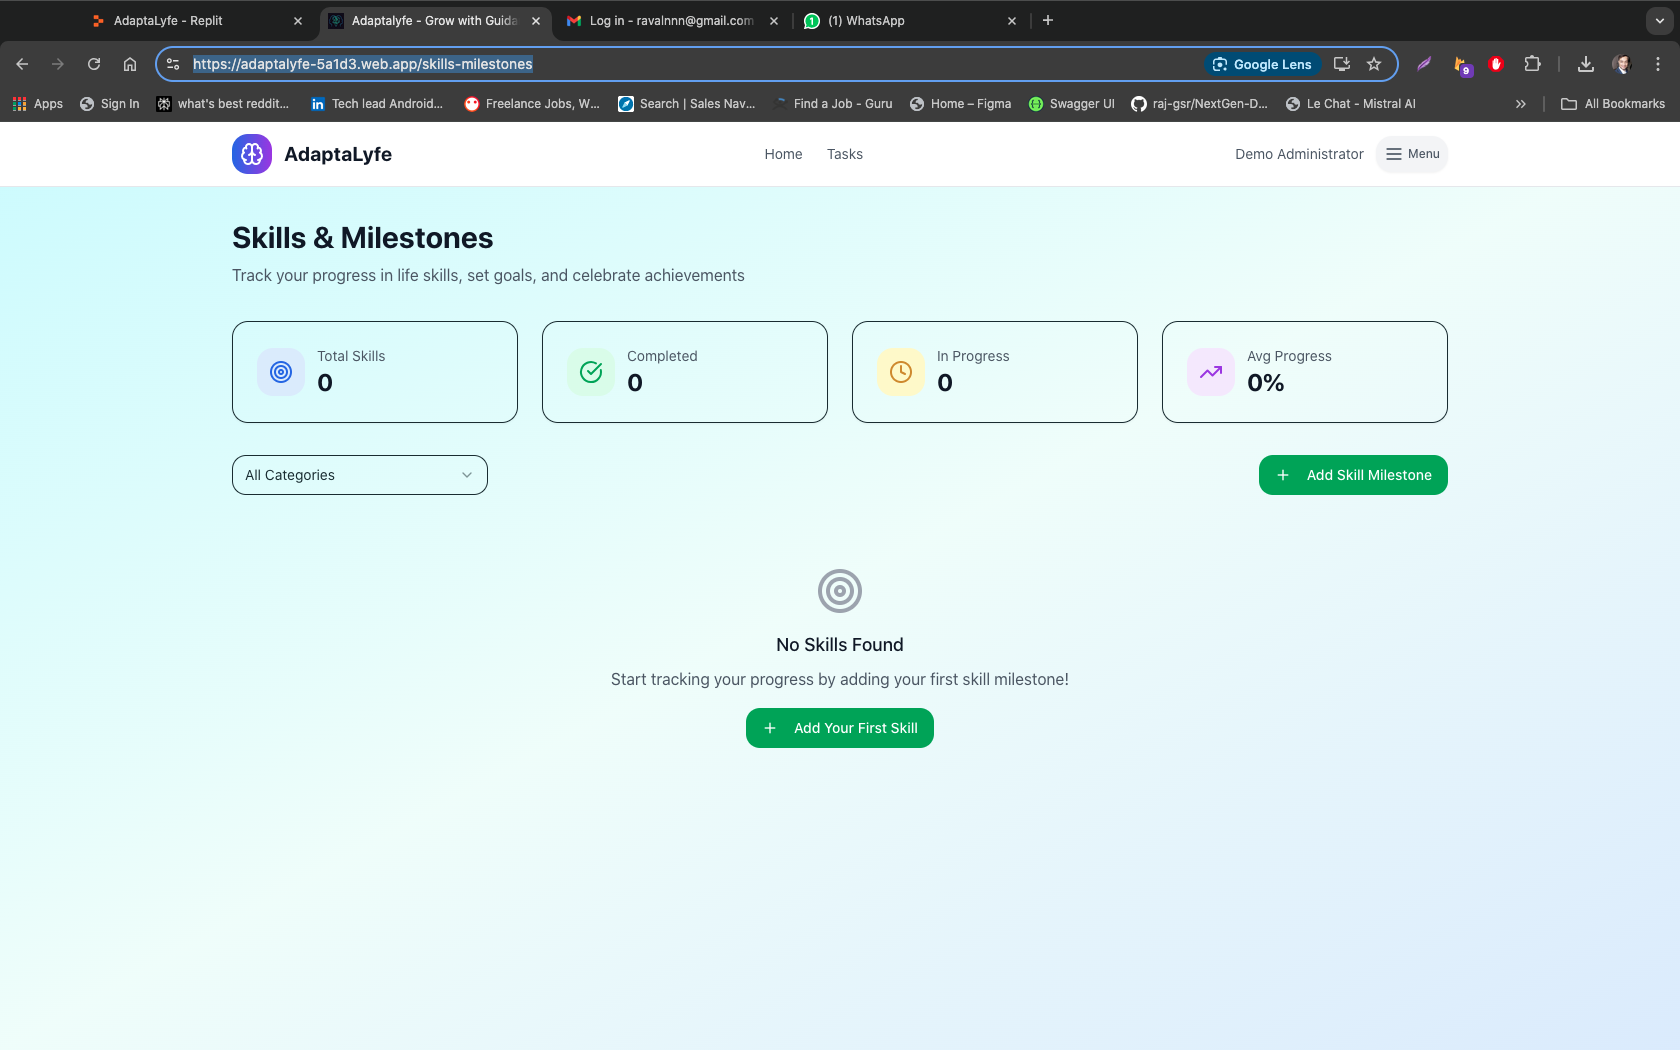 AdaptaLyfe - Replit
Adaptalyfe - Grow with Guida
Log in - ravalnnn@gmail.com
(1) WhatsApp
https://adaptalyfe-5a1d3.web.app/skills-milestones
Google Lens
9
Apps
Sign In
what's best reddit...
Tech lead Android...
Freelance Jobs, W...
Search | Sales Nav...
Find a Job - Guru
Home – Figma
Swagger UI
raj-gsr/NextGen-D...
Le Chat - Mistral AI
All Bookmarks
AdaptaLyfe
Home
Tasks
Demo Administrator
Menu
Skills & Milestones
Track your progress in life skills, set goals, and celebrate achievements
Total Skills
0
Completed
0
In Progress
0
Avg Progress
0%
All Categories
Add Skill Milestone
No Skills Found
Start tracking your progress by adding your first skill milestone!
Add Your First Skill